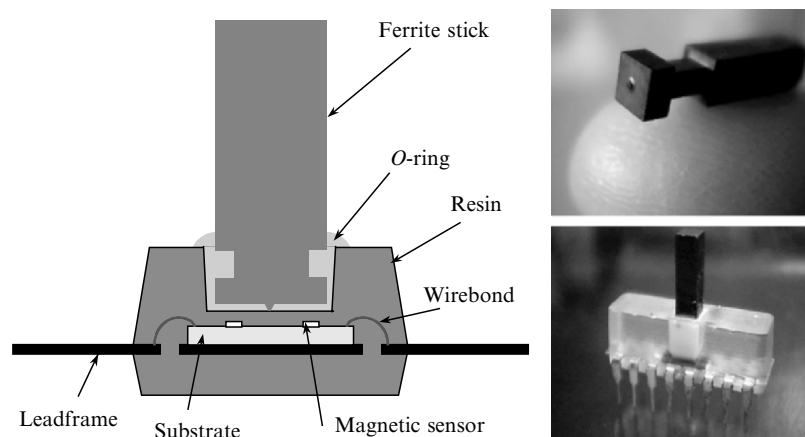 Ferrite stick
O-ring
Resin
Wirebond
Leadframe
Substrate
Magnetic sensor